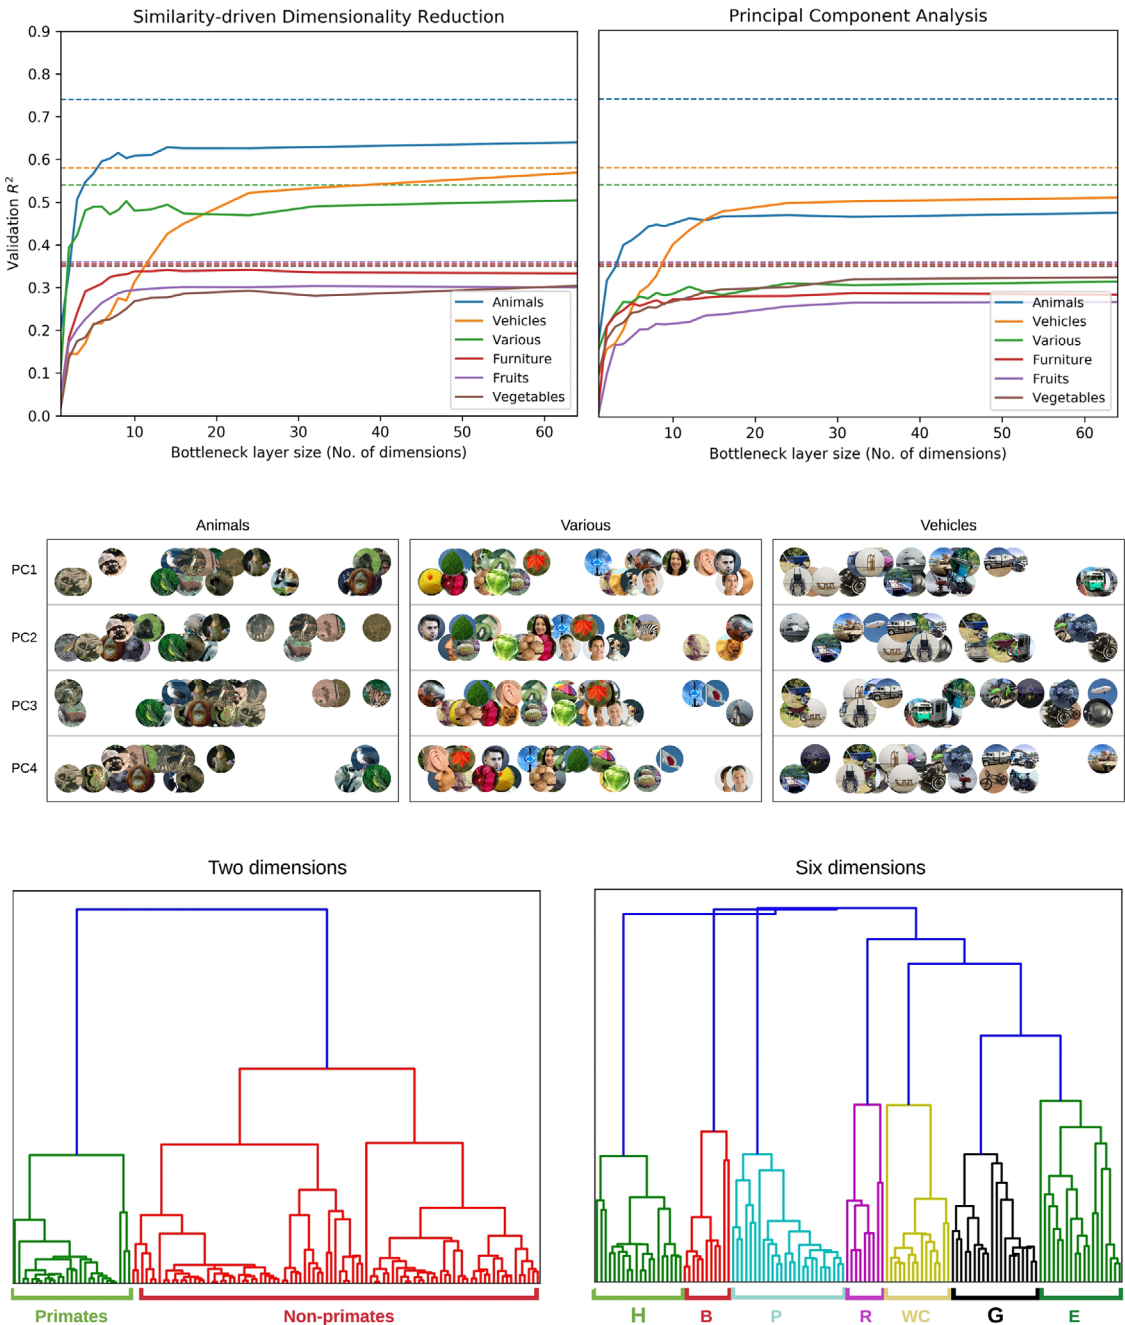 Similarity-driven Dimensionality Reduction
Principal Component Analysis
Validation R²
0.9
0.8
0.7
0.6
0.5
0.4
0.3
0.2
0.1
0.0
Animals
Vehicles
Various
Furniture
Fruits
Vegetables
10 20 30 40 50 60
Bottleneck layer size (No. of dimensions)
Animals
Vehicles
Various
Furniture
Fruits
Vegetables
10 20 30 40 50 60
Bottleneck layer size (No. of dimensions)
Animals Various Vehicles
PC1
PC2
PC3
PC4
Two dimensions
Primates Non-primates
Six dimensions
H B P R WC G E